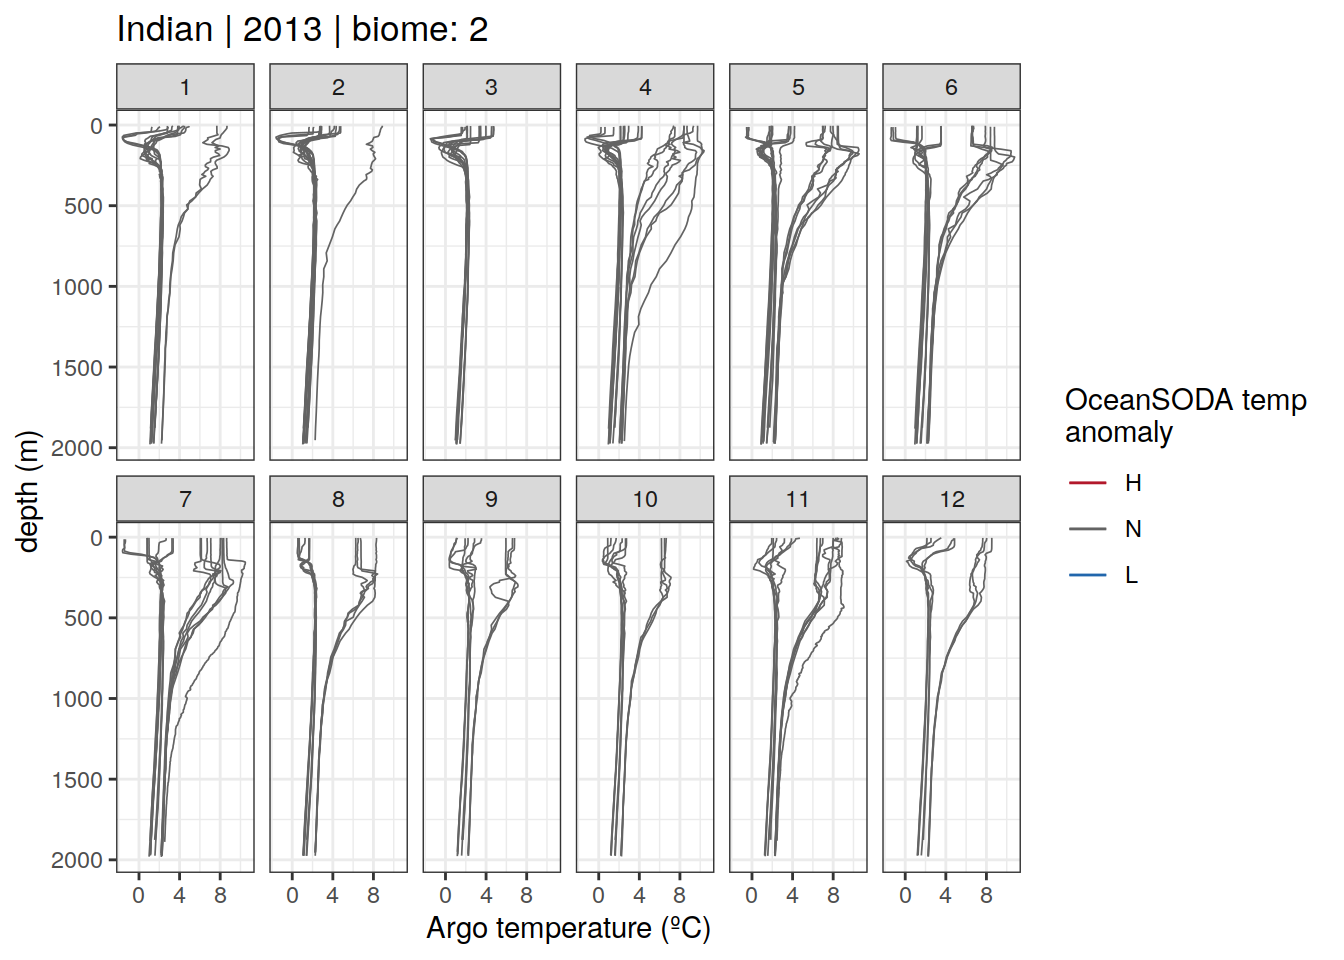 Indian | 2013 | biome: 2
1 2 3 4 5 6
0
500
1000
1500
2000
7 8 9 10 11 12
0
500
1000
1500
2000
0 4 8 0 4 8 0 4 8 0 4 8 0 4 8 0 4 8
depth (m)
Argo temperature (ºC)
OceanSODA temp
anomaly
H
N
L